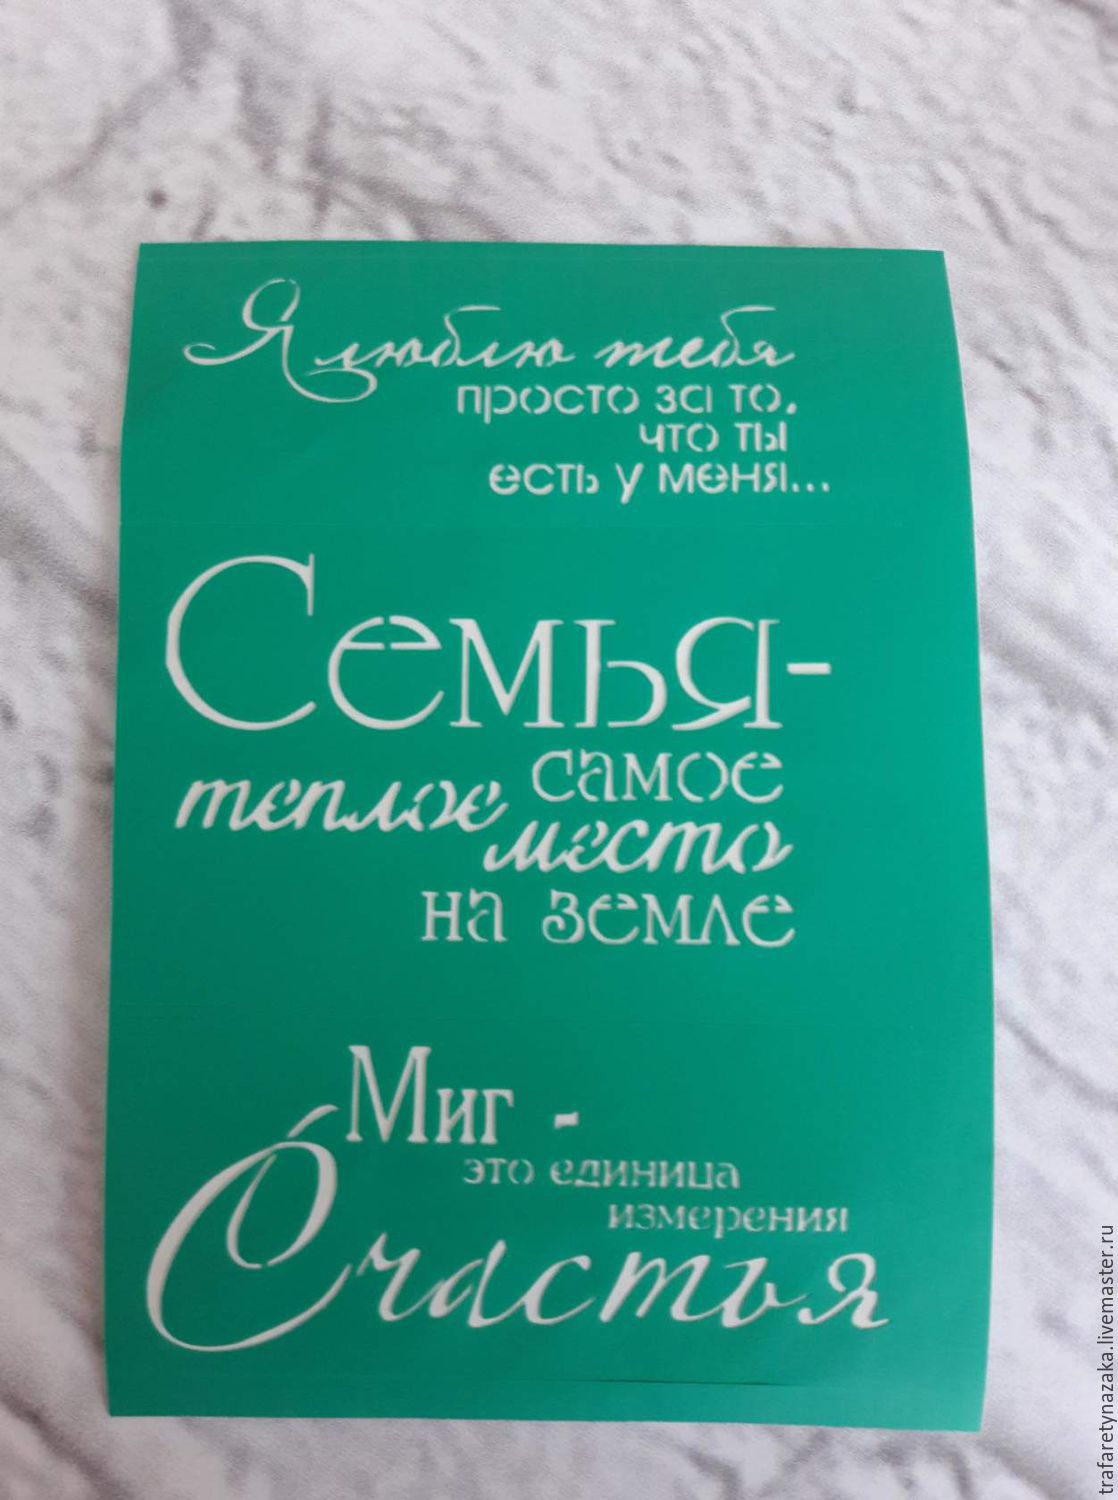 Я люблю тебя
просто за то,
что ты
есть у меня...
Семья-
самое
теплое
место
на земле
Миг -
это единица
измерения
Счастья
trafaretynazaka.livemaster.ru